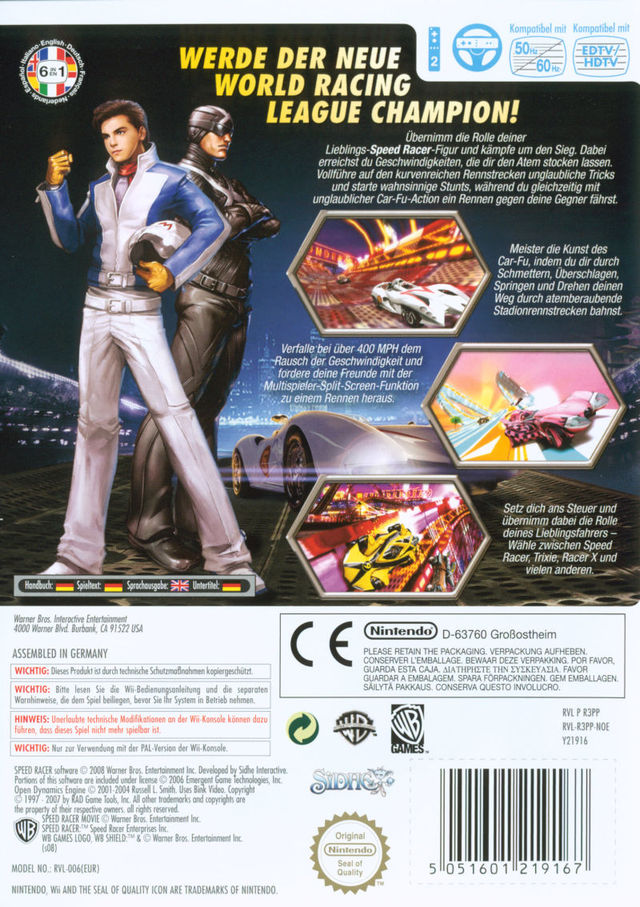 Español·Italiano·English·Deutsch·Français·Nederlands
6 IN 1
2
Kompatibel mit
50Hz
60Hz
Kompatibel mit
EDTV/
HDTV
WERDE DER NEUE
WORLD RACING
LEAGUE CHAMPION!
Übernimm die Rolle deiner
Lieblings-Speed Racer-Figur und kämpfe um den Sieg. Dabei
erreichst du Geschwindigkeiten, die dir den Atem stocken lassen.
Vollführe auf den kurvenreichen Rennstrecken unglaubliche Tricks
und starte wahnsinnige Stunts, während du gleichzeitig mit
unglaublicher Car-Fu-Action ein Rennen gegen deine Gegner fährst.
Meistere die Kunst des
Car-Fu, indem du dir durch
Schmettern, Überschlagen,
Springen und Drehen deinen
Weg durch atemberaubende
Stadionrennstrecken bahnst.
Verfalle bei über 400 MPH dem
Rausch der Geschwindigkeit und
fordere deine Freunde mit der
Multispieler-Split-Screen-Funktion
zu einem Rennen heraus.
Setz dich ans Steuer und
übernimm dabei die Rolle
deines Lieblingsfahrers –
Wähle zwischen Speed
Racer, Trixie, Racer X und
vielen anderen.
Handbuch: Spieltext: Sprachausgabe: Untertitel:
Warner Bros. Interactive Entertainment
4000 Warner Blvd. Burbank, CA 91522 USA
ASSEMBLED IN GERMANY
WICHTIG: Dieses Produkt ist durch technische Schutzmaßnahmen kopiergeschützt.
WICHTIG: Bitte lesen Sie die Wii-Bedienungsanleitung und die separaten
Warnhinweise, die dem Spiel beiliegen, bevor Sie Ihr System in Betrieb nehmen.
HINWEIS: Unerlaubte technische Modifikationen an der Wii-Konsole können dazu
führen, dass dieses Spiel nicht mehr spielbar ist.
WICHTIG: Nur zur Verwendung mit der PAL-Version der Wii-Konsole.
CE
Nintendo D-63760 Großostheim
PLEASE RETAIN THE PACKAGING. VERPACKUNG AUFHEBEN.
CONSERVER L'EMBALLAGE. BEWAAR DEZE VERPAKKING. POR FAVOR,
GUARDA ESTA CAJA. ΔΙΑΤΗΡΗΣΤΕ ΤΗΝ ΣΥΣΚΕΥΑΣΙΑ. FAVOR
GUARDAR A EMBALAGEM. SPARA FÖRPACKNINGEN. GEM EMBALLAGEN.
SÄILYTÄ PAKKAUS. CONSERVA QUESTO INVOLUCRO.
WB
WB
GAMES
RVL P R3PP
RVL-R3PP-NOE
Y21916
SPEED RACER software © 2008 Warner Bros. Entertainment Inc. Developed by Sidhe Interactive.
Portions of this software are included under license © 2006 Emergent Game Technologies, Inc.
Open Dynamics Engine © 2001-2004 Russell L. Smith. Uses Bink Video. Copyright
© 1997 - 2007 by RAD Game Tools, Inc. All other trademarks and copyrights are
the property of their respective owners. all rights reserved.
WB
SPEED RACER MOVIE © Warner Bros. Entertainment Inc.
SPEED RACER:™ Speed Racer Enterprises Inc.
WB GAMES LOGO, WB SHIELD:™ & © Warner Bros. Entertainment Inc.
(s08)
MODEL NO.: RVL-006(EUR)
NINTENDO, Wii AND THE SEAL OF QUALITY ICON ARE TRADEMARKS OF NINTENDO.
SIDHE
Original
Nintendo
Seal of
Quality
TM
5 051601 219167